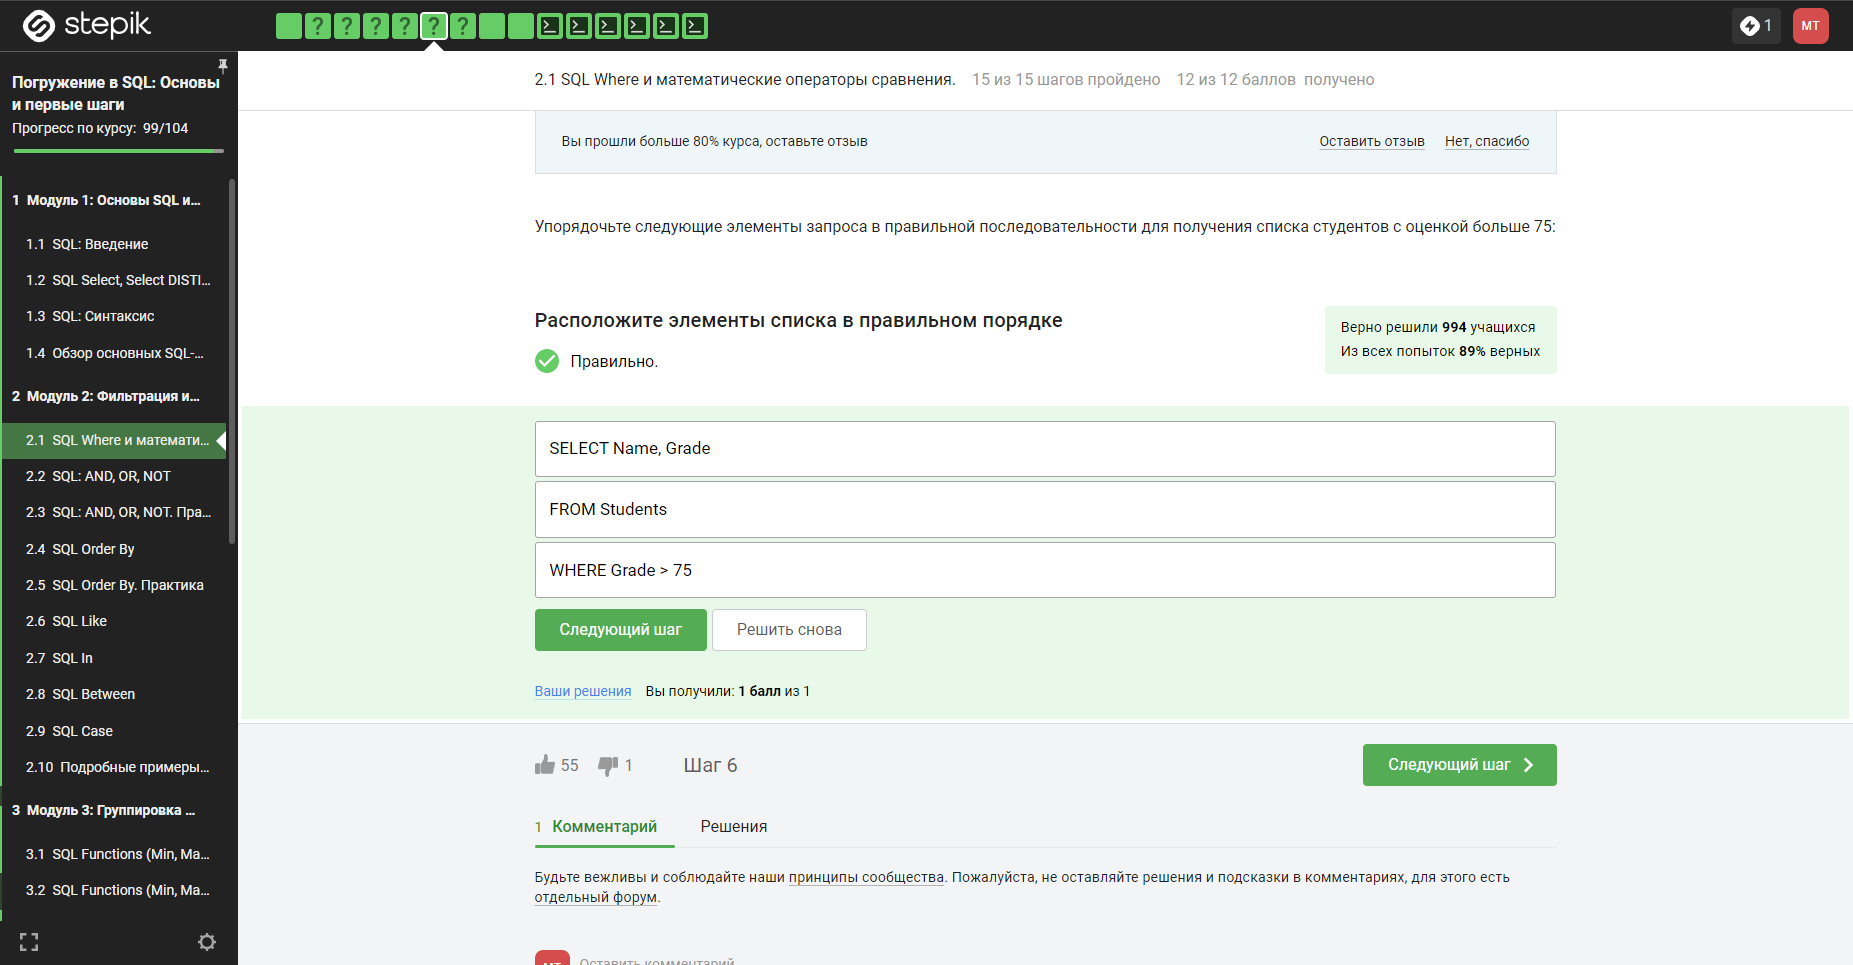 stepik
? ? ? ? ? ?
1
MT
Погружение в SQL: Основы
и первые шаги
Прогресс по курсу: 99/104
1 Модуль 1: Основы SQL и...
1.1 SQL: Введение
1.2 SQL Select, Select DISTI...
1.3 SQL: Синтаксис
1.4 Обзор основных SQL-...
2 Модуль 2: Фильтрация и...
2.1 SQL Where и математи...
2.2 SQL: AND, OR, NOT
2.3 SQL: AND, OR, NOT. Пра...
2.4 SQL Order By
2.5 SQL Order By. Практика
2.6 SQL Like
2.7 SQL In
2.8 SQL Between
2.9 SQL Case
2.10 Подробные примеры...
3 Модуль 3: Группировка ...
3.1 SQL Functions (Min, Ma...
3.2 SQL Functions (Min, Ma...
2.1 SQL Where и математические операторы сравнения. 15 из 15 шагов пройдено 12 из 12 баллов получено
Вы прошли больше 80% курса, оставьте отзыв Оставить отзыв Нет, спасибо
Упорядочьте следующие элементы запроса в правильной последовательности для получения списка студентов с оценкой больше 75:
Расположите элементы списка в правильном порядке
Правильно.
Верно решили 994 учащихся
Из всех попыток 89% верных
SELECT Name, Grade
FROM Students
WHERE Grade > 75
Следующий шаг Решить снова
Ваши решения Вы получили: 1 балл из 1
55 1 Шаг 6 Следующий шаг
1 Комментарий Решения
Будьте вежливы и соблюдайте наши принципы сообщества. Пожалуйста, не оставляйте решения и подсказки в комментариях, для этого есть
отдельный форум.
MT Оставить комментарий